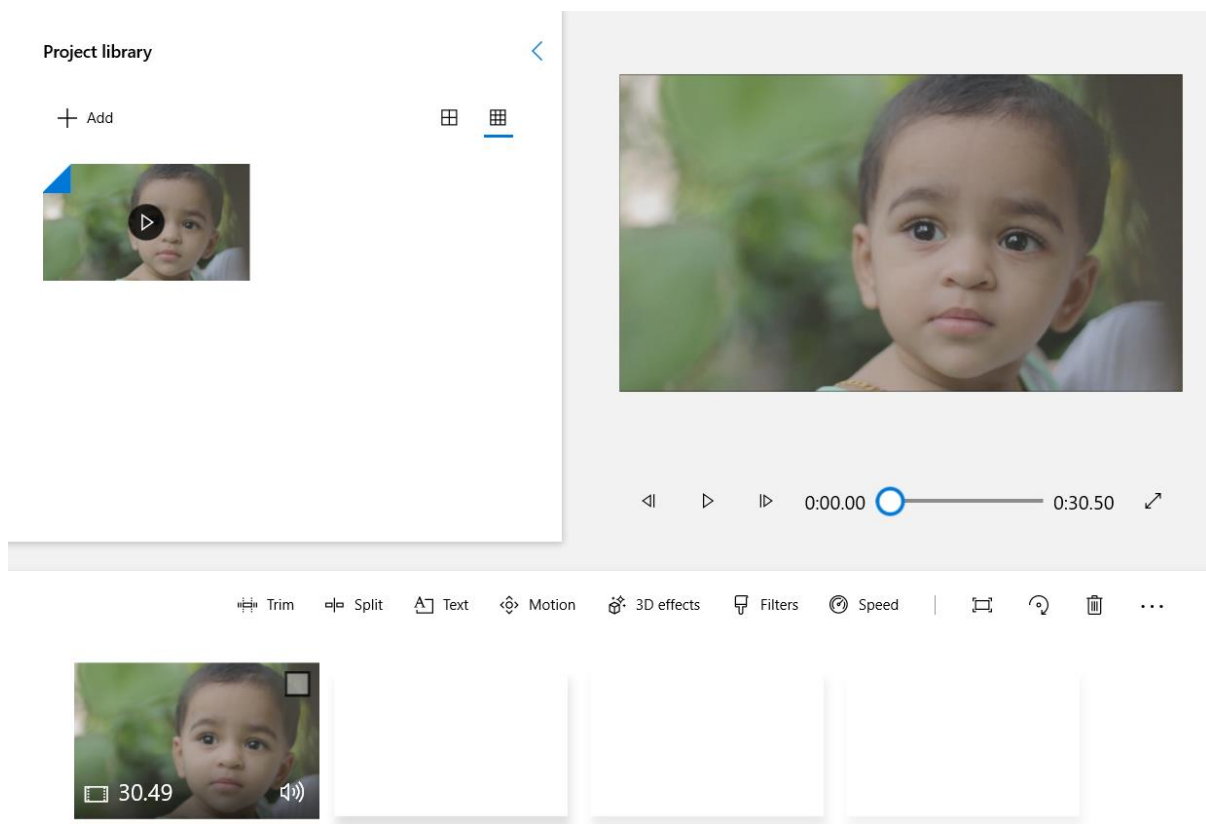 Project library
Add
0:00.00 0:30.50
Trim Split Text Motion 3D effects Filters Speed
30.49